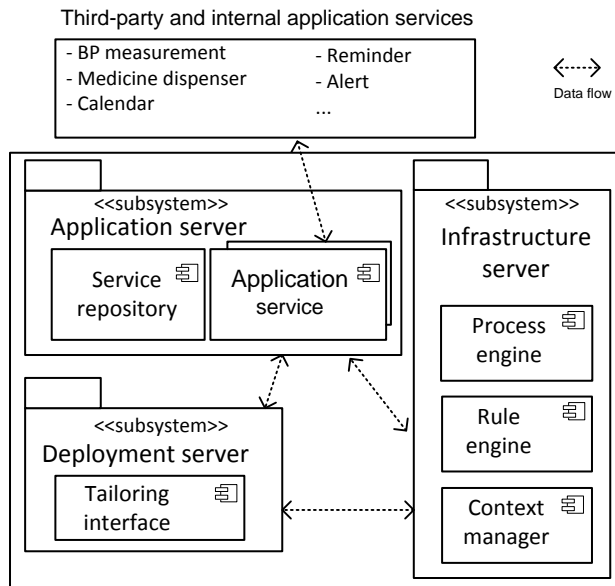 Third-party and internal application services
- BP measurement
- Medicine dispenser
- Calendar
- Reminder
- Alert
...
Data flow
<<subsystem>>
Application server
Service
repository
Application
service
<<subsystem>>
Infrastructure
server
Process
engine
Rule
engine
Context
manager
<<subsystem>>
Deployment server
Tailoring
interface